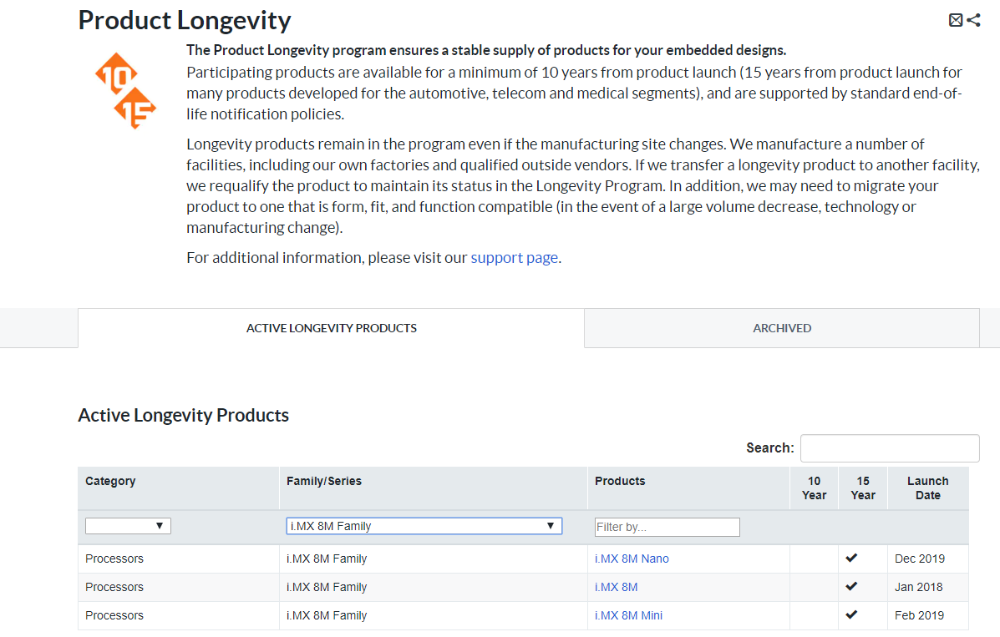 Product Longevity
10
15
The Product Longevity program ensures a stable supply of products for your embedded designs.
Participating products are available for a minimum of 10 years from product launch (15 years from product launch for
many products developed for the automotive, telecom and medical segments), and are supported by standard end-of-
life notification policies.
Longevity products remain in the program even if the manufacturing site changes. We manufacture a number of
facilities, including our own factories and qualified outside vendors. If we transfer a longevity product to another facility,
we requalify the product to maintain its status in the Longevity Program. In addition, we may need to migrate your
product to one that is form, fit, and function compatible (in the event of a large volume decrease, technology or
manufacturing change).
For additional information, please visit our support page.
ACTIVE LONGEVITY PRODUCTS ARCHIVED
Active Longevity Products
Search:
Category Family/Series Products 10 Year 15 Year Launch Date
i.MX 8M Family Filter by...
Processors i.MX 8M Family i.MX 8M Nano ✔ Dec 2019
Processors i.MX 8M Family i.MX 8M ✔ Jan 2018
Processors i.MX 8M Family i.MX 8M Mini ✔ Feb 2019